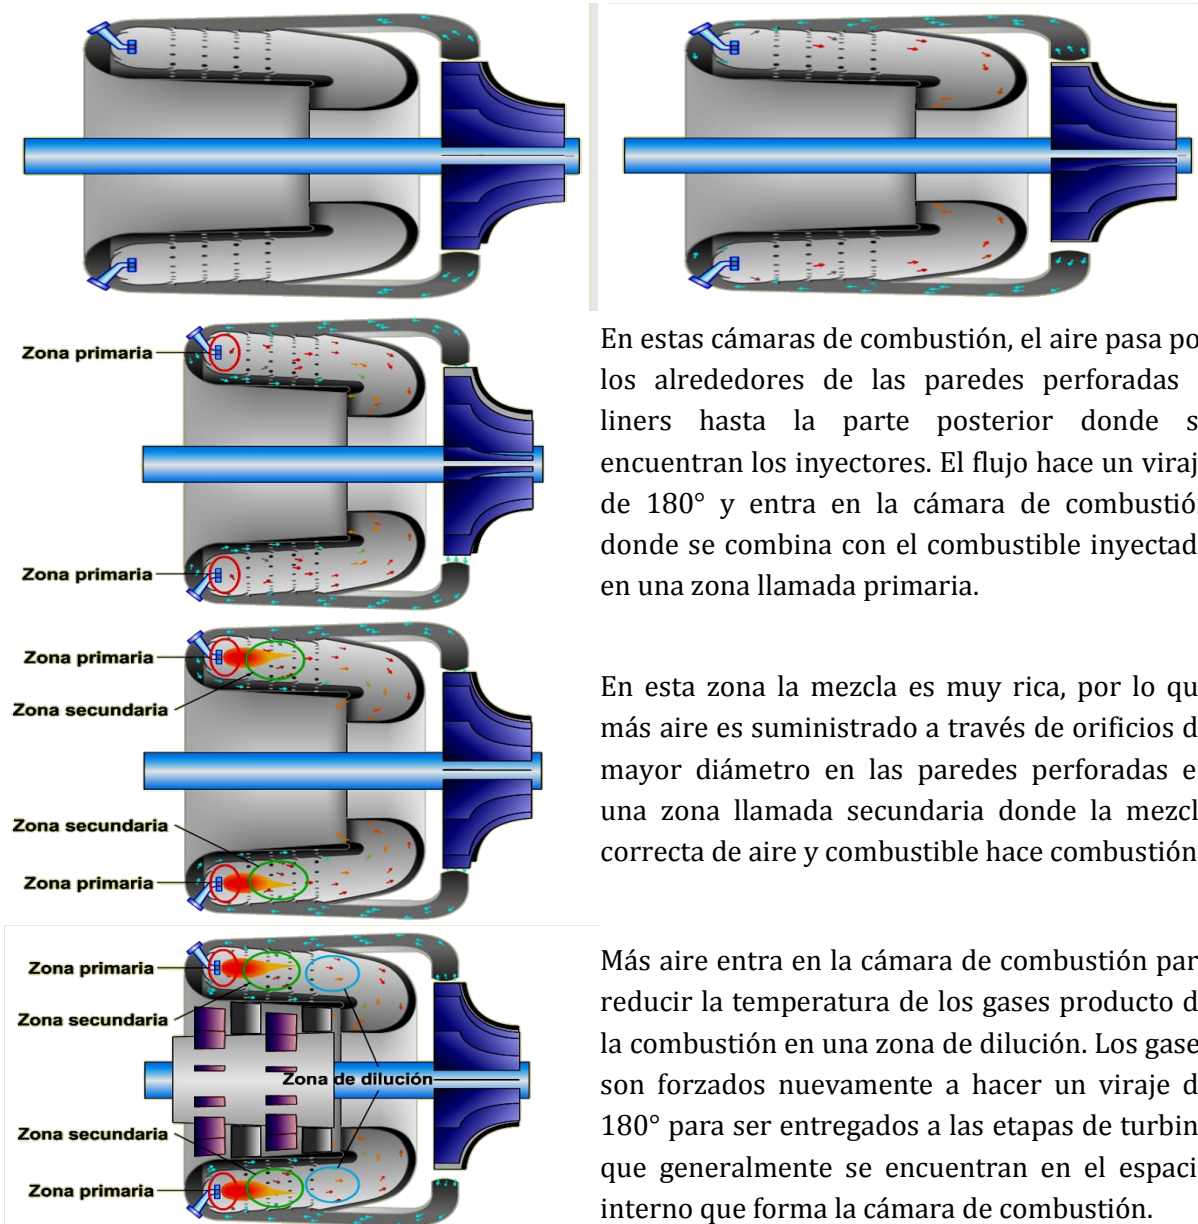 Zona primaria
Zona primaria
En estas cámaras de combustión, el aire pasa po
los alrededores de las paredes perforadas
liners hasta la parte posterior donde s
encuentran los inyectores. El flujo hace un viraj
de 180° y entra en la cámara de combustión
donde se combina con el combustible inyectad
en una zona llamada primaria.
Zona primaria
Zona secundaria
Zona secundaria
Zona primaria
En esta zona la mezcla es muy rica, por lo qu
más aire es suministrado a través de orificios d
mayor diámetro en las paredes perforadas e
una zona llamada secundaria donde la mezcl
correcta de aire y combustible hace combustión
Zona primaria
Zona secundaria
Zona de dilución
Zona secundaria
Zona primaria
Más aire entra en la cámara de combustión par
reducir la temperatura de los gases producto d
la combustión en una zona de dilución. Los gase
son forzados nuevamente a hacer un viraje d
180° para ser entregados a las etapas de turbin
que generalmente se encuentran en el espaci
interno que forma la cámara de combustión.